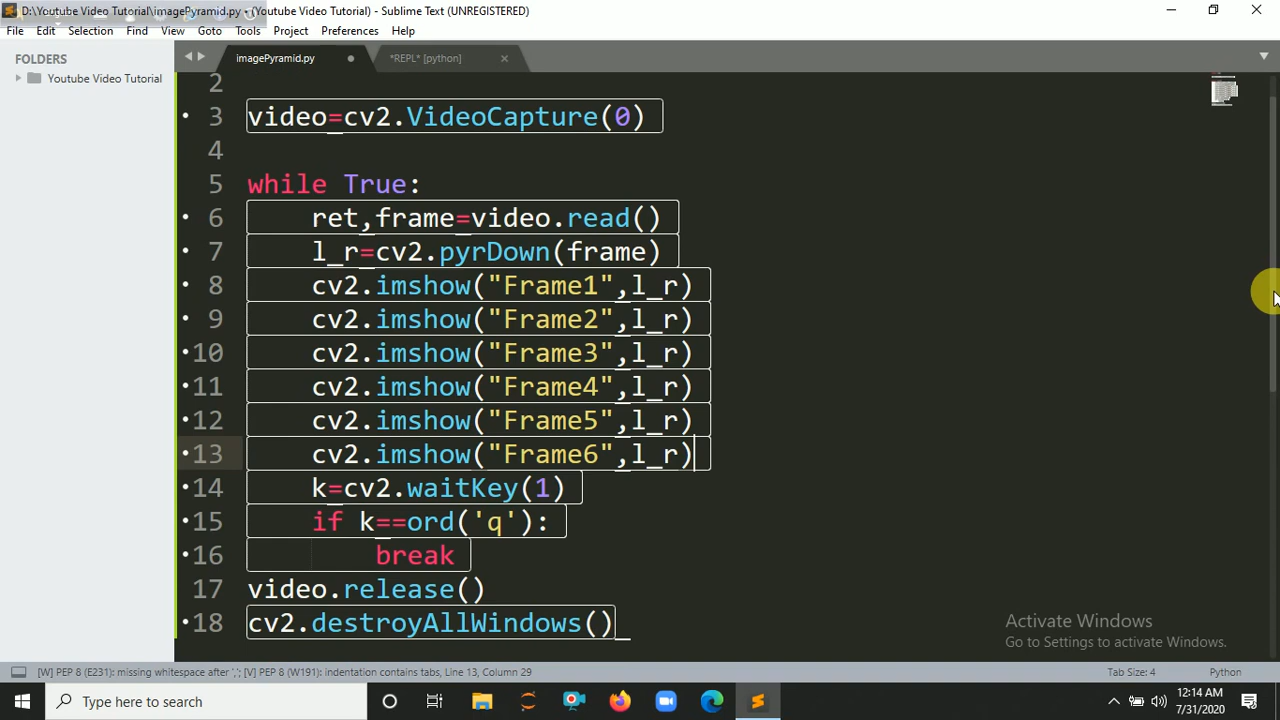 D:\Youtube Video Tutorial\imagePyramid.py • (Youtube Video Tutorial) - Sublime Text (UNREGISTERED)
File Edit Selection Find View Goto Tools Project Preferences Help
FOLDERS
Youtube Video Tutorial
imagePyramid.py
*REPL* [python]
2
3 video=cv2.VideoCapture(0)
4
5 while True:
6 ret,frame=video.read()
7 l_r=cv2.pyrDown(frame)
8 cv2.imshow("Frame1",l_r)
9 cv2.imshow("Frame2",l_r)
10 cv2.imshow("Frame3",l_r)
11 cv2.imshow("Frame4",l_r)
12 cv2.imshow("Frame5",l_r)
13 cv2.imshow("Frame6",l_r)
14 k=cv2.waitKey(1)
15 if k==ord('q'):
16 break
17 video.release()
18 cv2.destroyAllWindows()
Activate Windows
Go to Settings to activate Windows.
[W] PEP 8 (E231): missing whitespace after ','; [V] PEP 8 (W191): indentation contains tabs, Line 13, Column 29
Tab Size: 4
Python
Type here to search
12:14 AM
7/31/2020